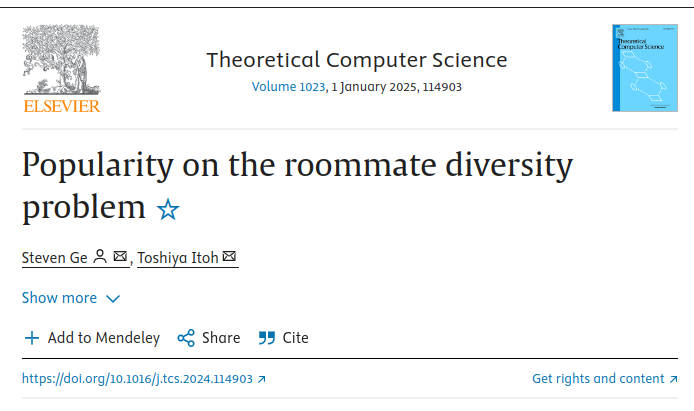 Theoretical Computer Science
Volume 1023, 1 January 2025, 114903
ELSEVIER
Theoretical
Computer Science
Popularity on the roommate diversity
problem
Steven Ge, Toshiya Itoh
Show more
Add to Mendeley Share Cite
https://doi.org/10.1016/j.tcs.2024.114903
Get rights and content